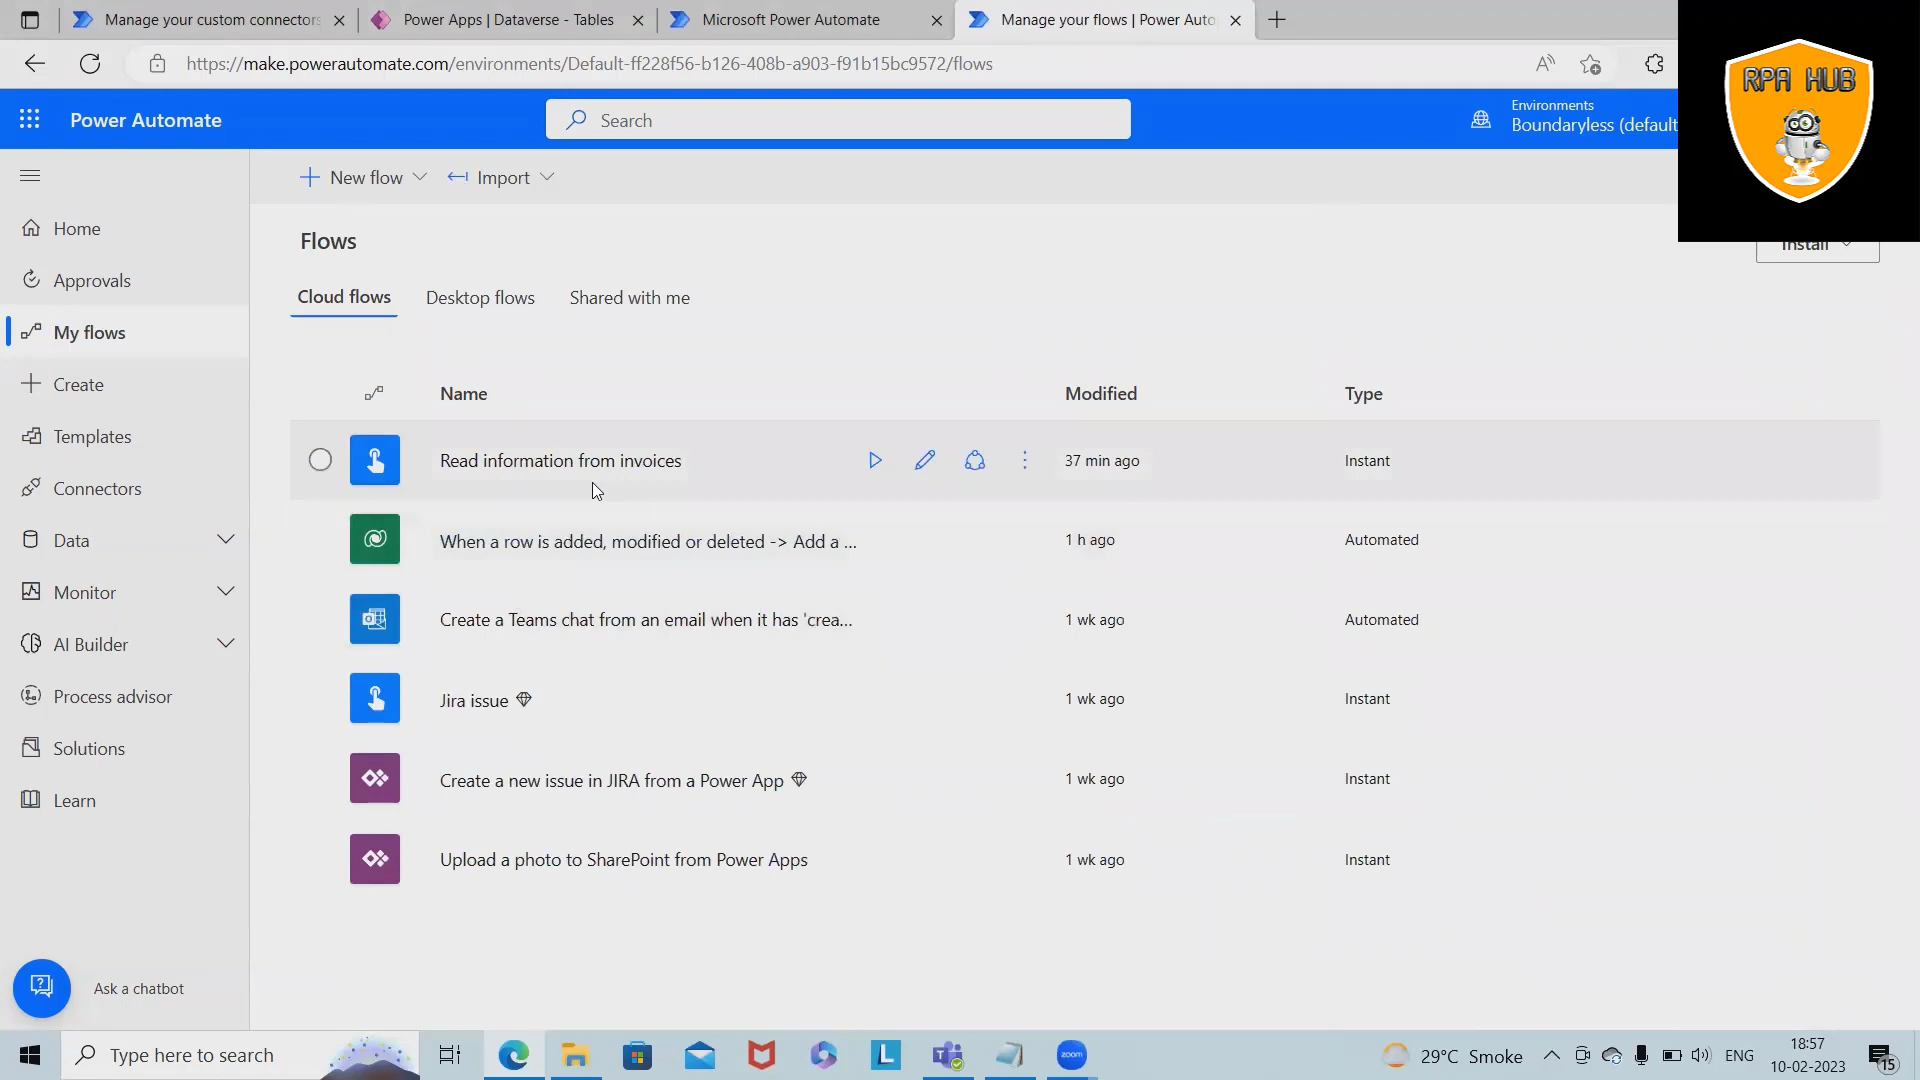 Manage your custom connectors
Power Apps | Dataverse - Tables
Microsoft Power Automate
Manage your flows | Power Auto
https://make.powerautomate.com/environments/Default-ff228f56-b126-408b-a903-f91b15bc9572/flows
RPA HUB
Power Automate
Search
Environments
Boundaryless (default
New flow
Import
Install
Home
Approvals
My flows
Create
Templates
Connectors
Data
Monitor
AI Builder
Process advisor
Solutions
Learn
Ask a chatbot
Flows
Cloud flows
Desktop flows
Shared with me
Name Modified Type
Read information from invoices 37 min ago Instant
When a row is added, modified or deleted -> Add a ... 1 h ago Automated
Create a Teams chat from an email when it has 'crea... 1 wk ago Automated
Jira issue 1 wk ago Instant
Create a new issue in JIRA from a Power App 1 wk ago Instant
Upload a photo to SharePoint from Power Apps 1 wk ago Instant
Type here to search
L
zoom
29°C Smoke
ENG
18:57
10-02-2023
15